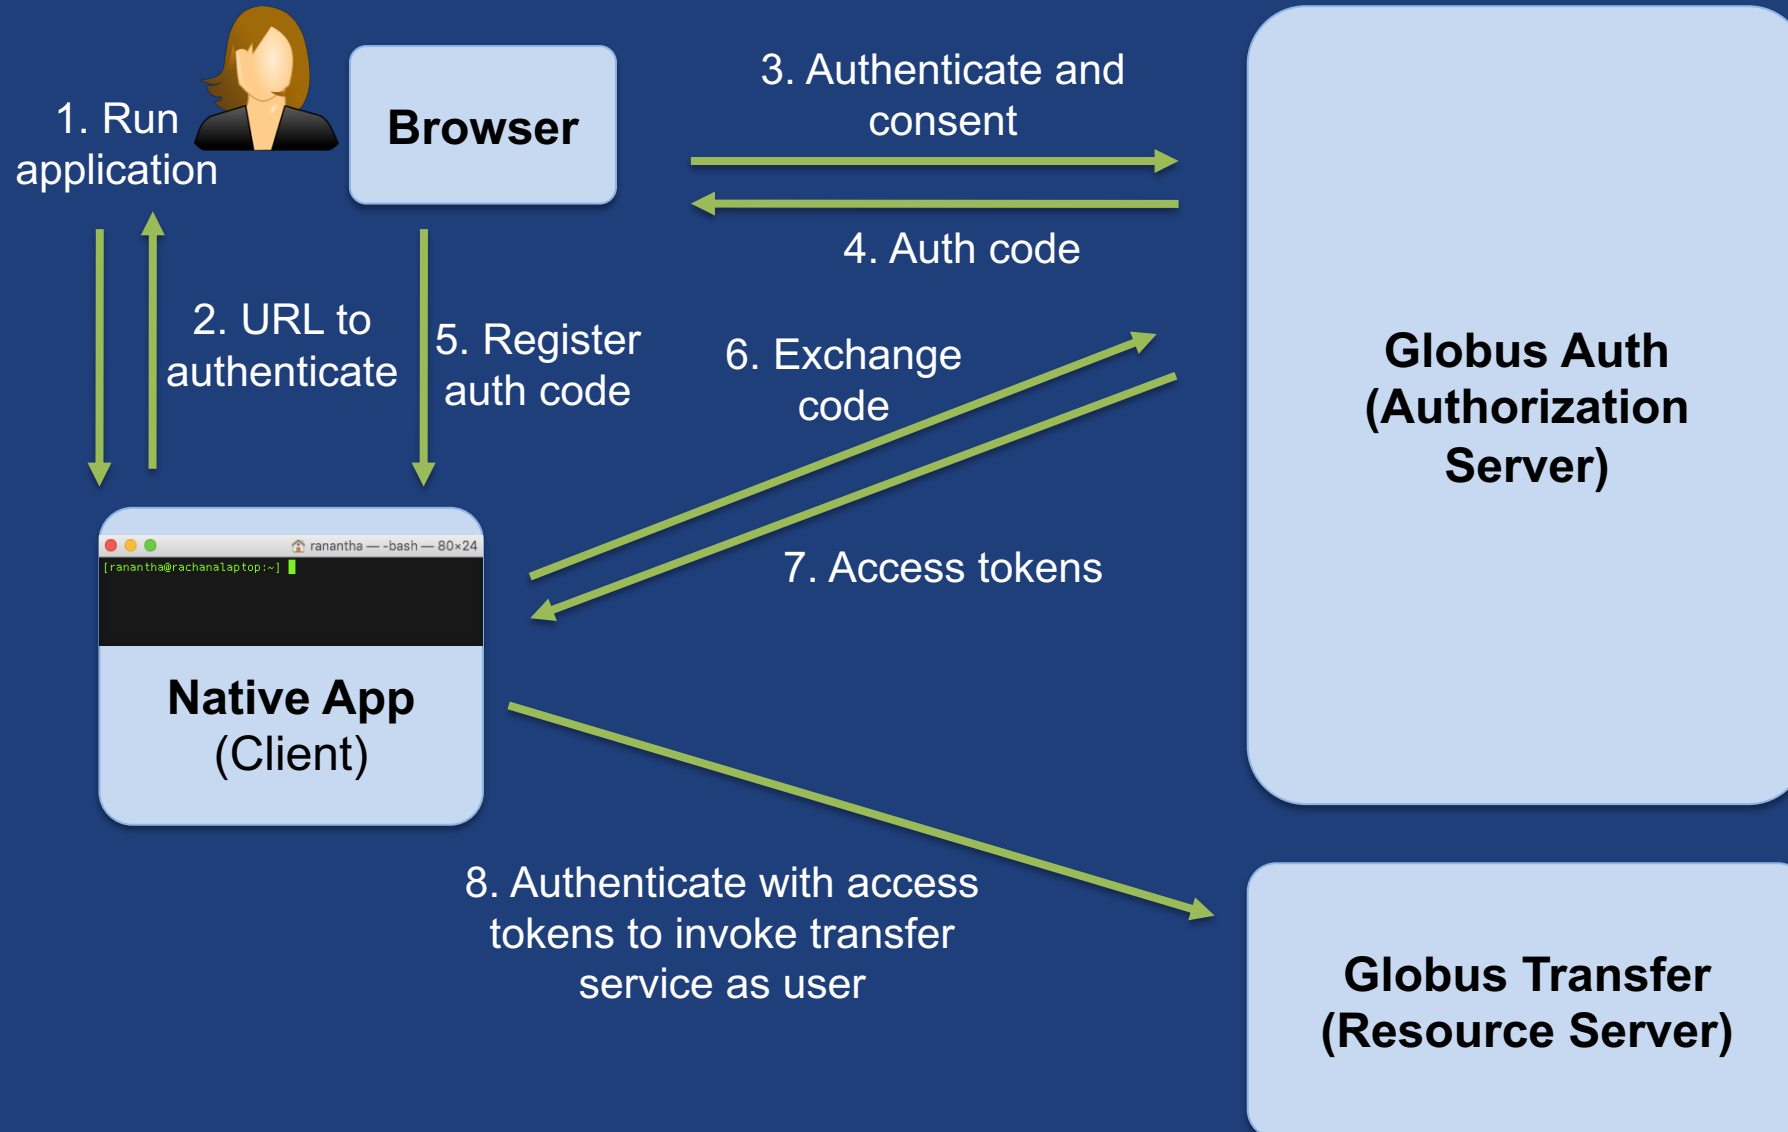 1. Run
application
Browser
3. Authenticate and
consent
4. Auth code
2. URL to
authenticate
5. Register
auth code
6. Exchange
code
7. Access tokens
Globus Auth
(Authorization
Server)
ranantha — -bash — 80×24
[ranantha@rachanalaptop:~]
Native App
(Client)
8. Authenticate with access
tokens to invoke transfer
service as user
Globus Transfer
(Resource Server)